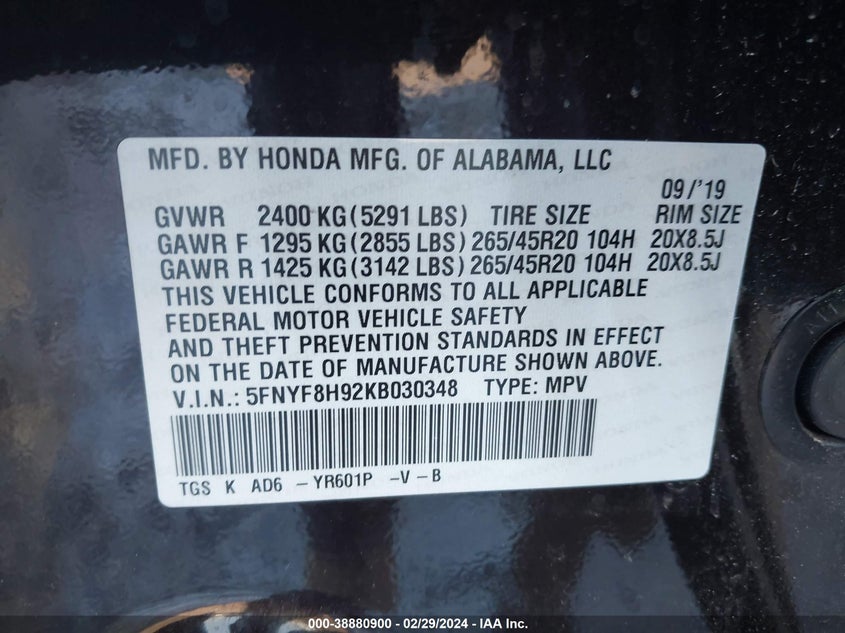 MFD. BY HONDA MFG. OF ALABAMA, LLC
09/'19
GVWR 2400 KG(5291 LBS) TIRE SIZE RIM SIZE
GAWR F 1295 KG(2855 LBS) 265/45R20 104H 20X8.5J
GAWR R 1425 KG(3142 LBS) 265/45R20 104H 20X8.5J
THIS VEHICLE CONFORMS TO ALL APPLICABLE
FEDERAL MOTOR VEHICLE SAFETY
AND THEFT PREVENTION STANDARDS IN EFFECT
ON THE DATE OF MANUFACTURE SHOWN ABOVE.
V.I.N.: 5FNYF8H92KB030348 TYPE: MPV
TGS K AD6 -YR601P -V-B
000-38880900 - 02/29/2024 - IAA Inc.